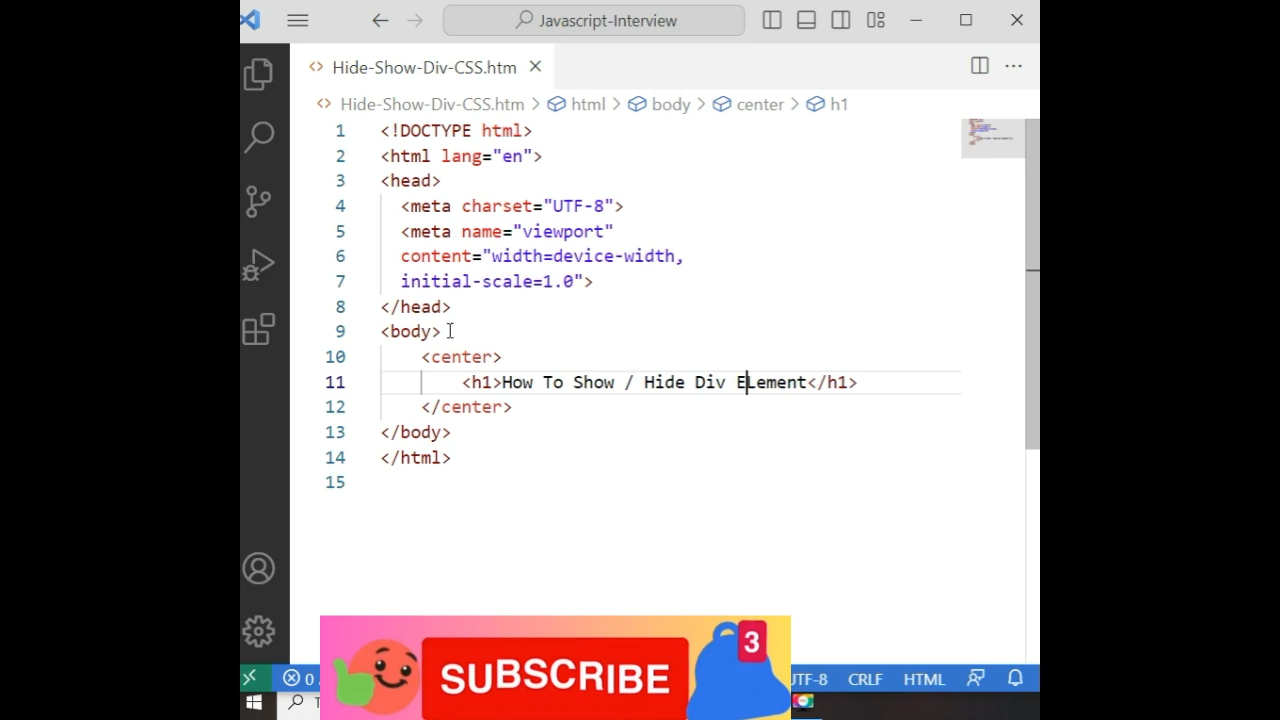 Javascript-Interview
Hide-Show-Div-CSS.htm
Hide-Show-Div-CSS.htm > html > body > center > h1
1 <!DOCTYPE html>
2 <html lang="en">
3 <head>
4 <meta charset="UTF-8">
5 <meta name="viewport"
6 content="width=device-width,
7 initial-scale=1.0">
8 </head>
9 <body>
10 <center>
11 <h1>How To Show / Hide Div ELement</h1>
12 </center>
13 </body>
14 </html>
15
3
SUBSCRIBE
0 UTF-8 CRLF HTML
T